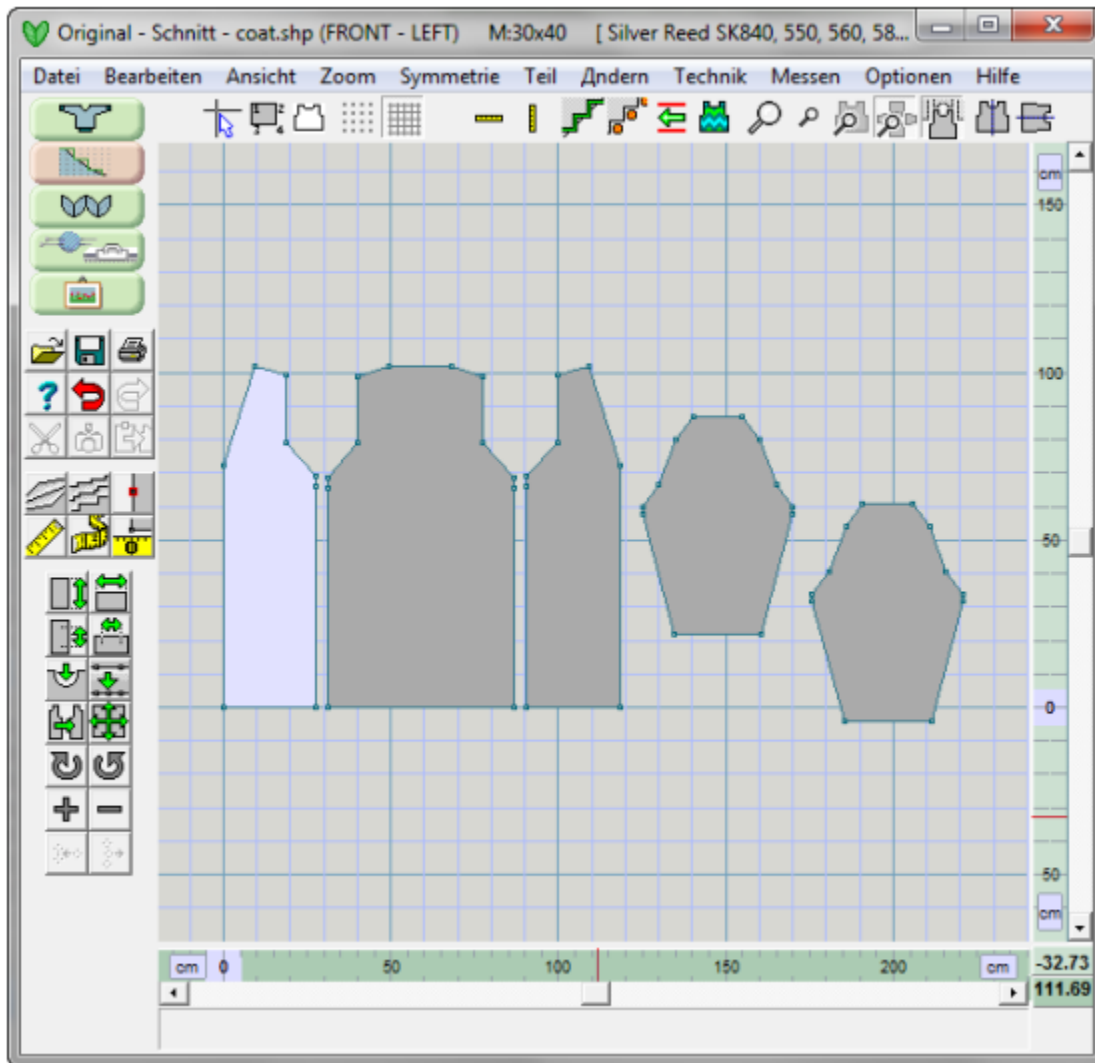 Original - Schnitt - coat.shp (FRONT - LEFT) M:30x40 [ Silver Reed SK840, 550, 560, 58...
Datei Bearbeiten Ansicht Zoom Symmetrie Teil Дndern Technik Messen Optionen Hilfe
cm
150
100
50
0
50
cm
cm 0 50 100 150 200 cm
-32.73
111.69